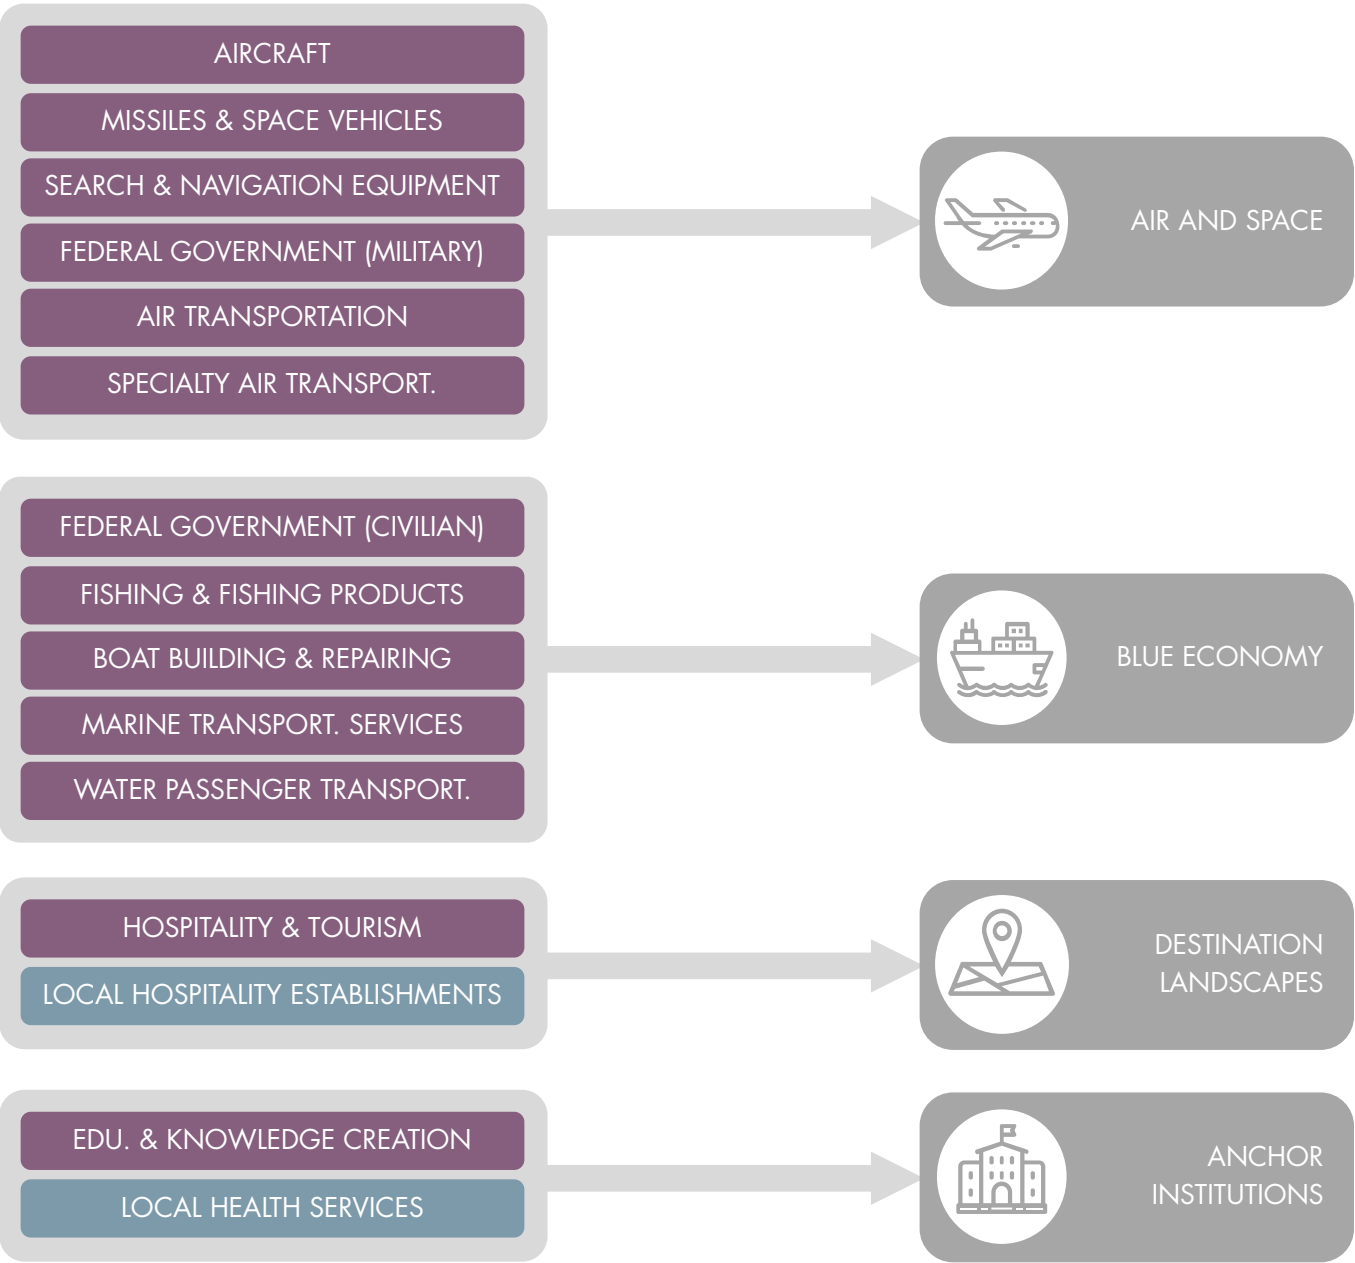 AIRCRAFT
MISSILES & SPACE VEHICLES
SEARCH & NAVIGATION EQUIPMENT
FEDERAL GOVERNMENT (MILITARY)
AIR TRANSPORTATION
SPECIALTY AIR TRANSPORT.
AIR AND SPACE
FEDERAL GOVERNMENT (CIVILIAN)
FISHING & FISHING PRODUCTS
BOAT BUILDING & REPAIRING
MARINE TRANSPORT. SERVICES
WATER PASSENGER TRANSPORT.
BLUE ECONOMY
HOSPITALITY & TOURISM
LOCAL HOSPITALITY ESTABLISHMENTS
DESTINATION
LANDSCAPES
EDU. & KNOWLEDGE CREATION
LOCAL HEALTH SERVICES
ANCHOR
INSTITUTIONS